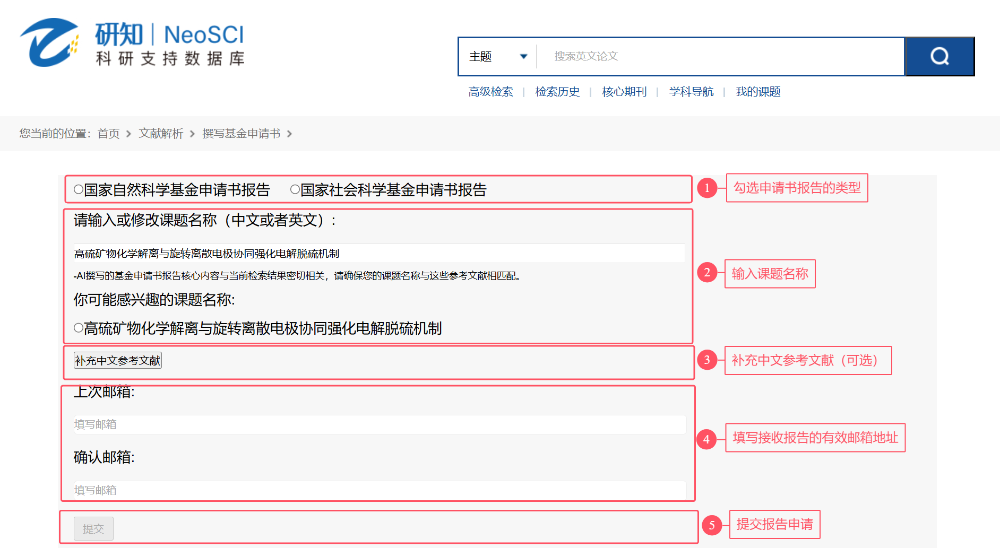 研知|NeoSCI
科研支持数据库
主题
搜索英文论文
高级检索 | 检索历史 | 核心期刊 | 学科导航 | 我的课题
您当前的位置：首页 > 文献解析 > 撰写基金申请书 >
国家自然科学基金申请书报告 国家社会科学基金申请书报告
1 勾选申请书报告的类型
请输入或修改课题名称（中文或者英文）:
高硫矿物化学解离与旋转离散电极协同强化电解脱硫机制
-AI撰写的基金申请书报告核心内容与当前检索结果密切相关，请确保您的课题名称与这些参考文献相匹配。
2 输入课题名称
你可能感兴趣的课题名称:
高硫矿物化学解离与旋转离散电极协同强化电解脱硫机制
补充中文参考文献
3 补充中文参考文献（可选）
上次邮箱:
填写邮箱
4 填写接收报告的有效邮箱地址
确认邮箱:
填写邮箱
提交
5 提交报告申请